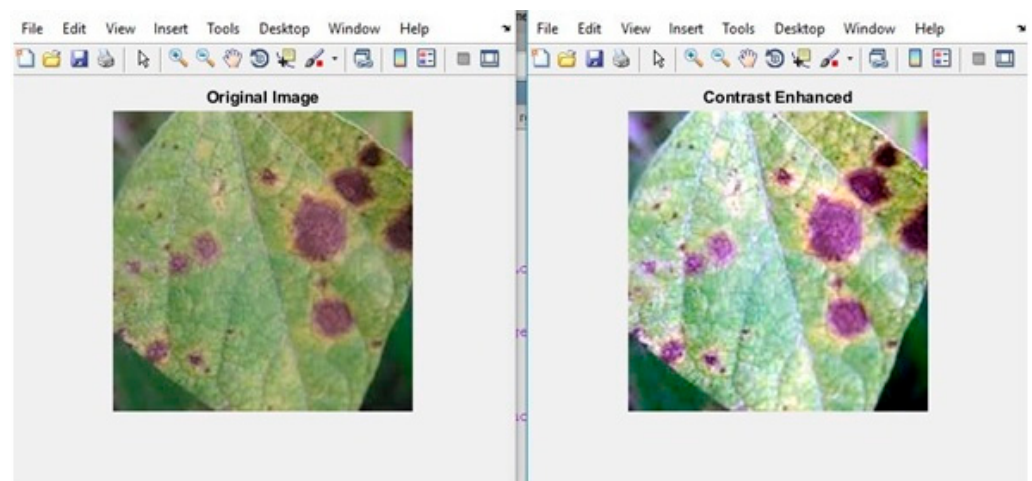 File Edit View Insert Tools Desktop Window Help
Original Image
File Edit View Insert Tools Desktop Window Help
Contrast Enhanced